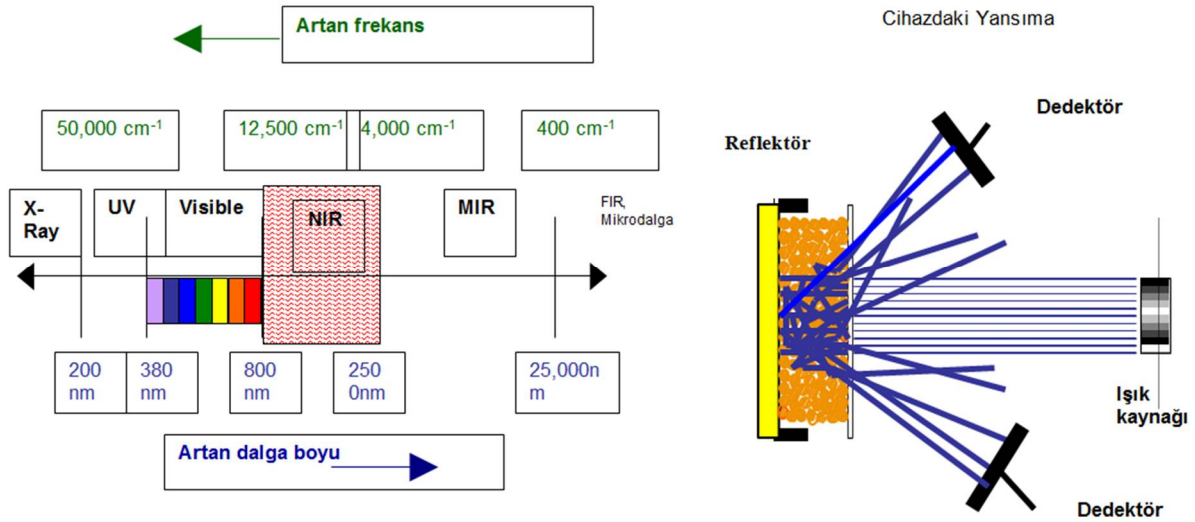 Artan frekans
50,000 cm⁻¹
12,500 cm⁻¹
4,000 cm⁻¹
400 cm⁻¹
X-
Ray
UV
Visible
NIR
MIR
FIR,
Mikrodalga
200
nm
380
nm
800
nm
250
0nm
25,000n
m
Artan dalga boyu
Cihazdaki Yansıma
Dedektör
Reflektör
Işık
kaynağı
Dedektör